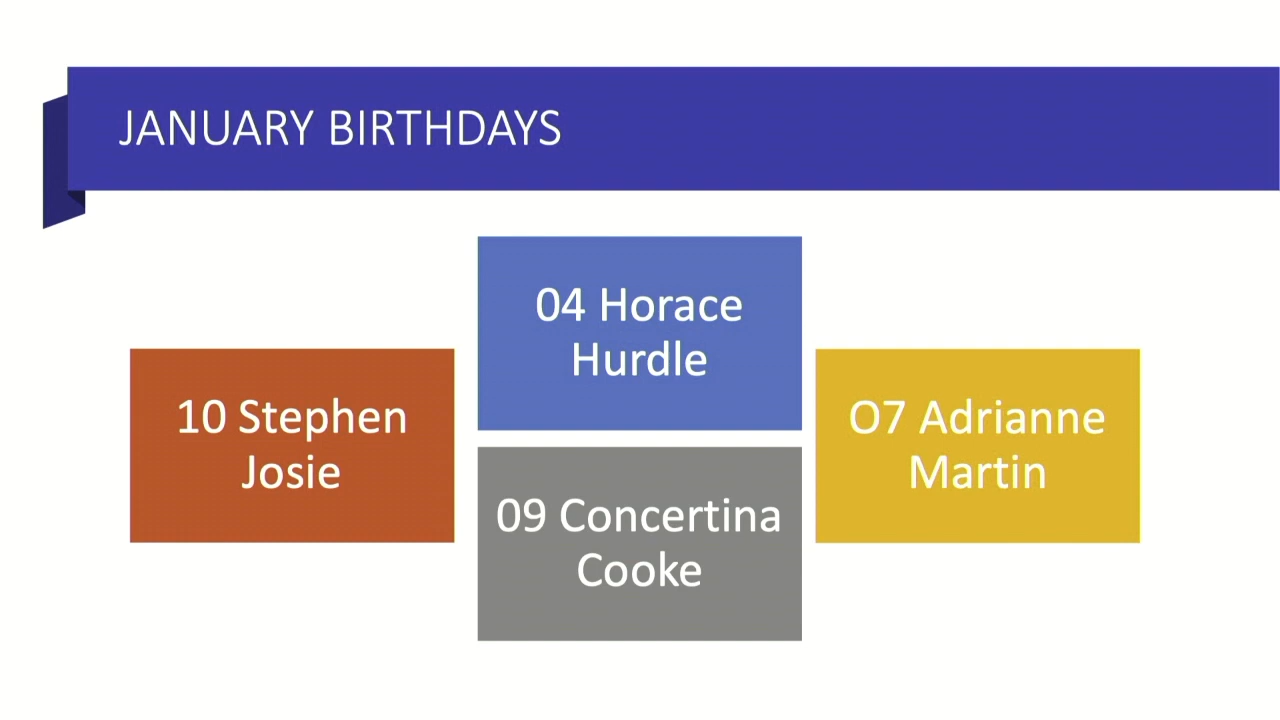 JANUARY BIRTHDAYS
04 Horace
Hurdle
10 Stephen
Josie
O7 Adrianne
Martin
09 Concertina
Cooke